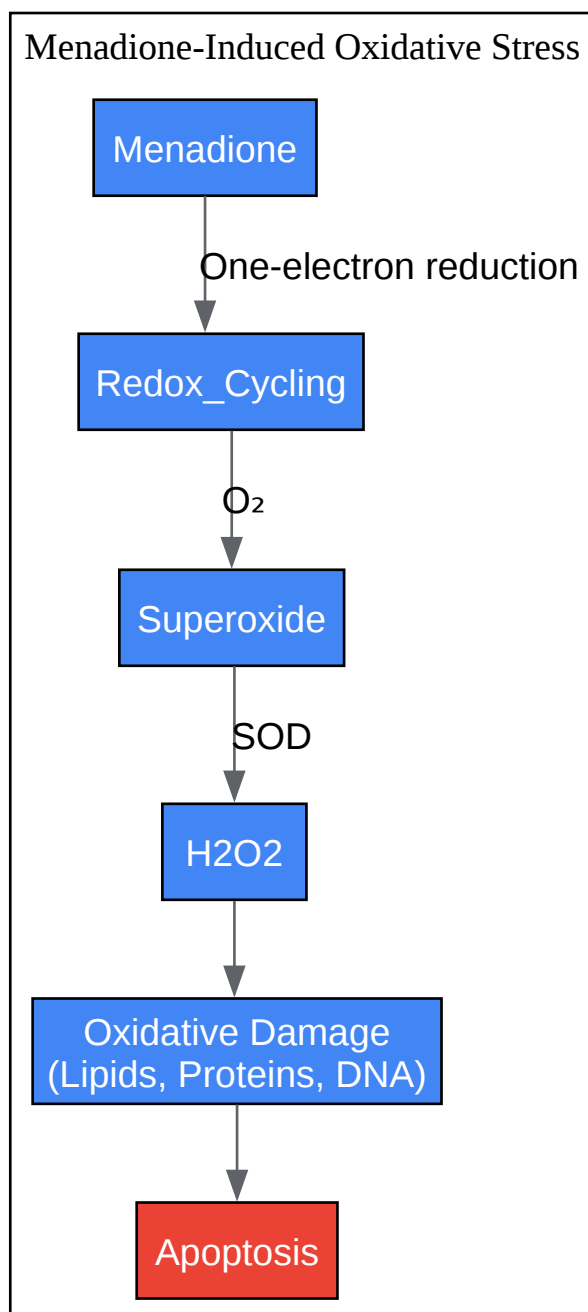 Menadione-Induced Oxidative Stress
Menadione
One-electron reduction
Redox_Cycling
O₂
Superoxide
SOD
H2O2
Oxidative Damage
(Lipids, Proteins, DNA)
Apoptosis